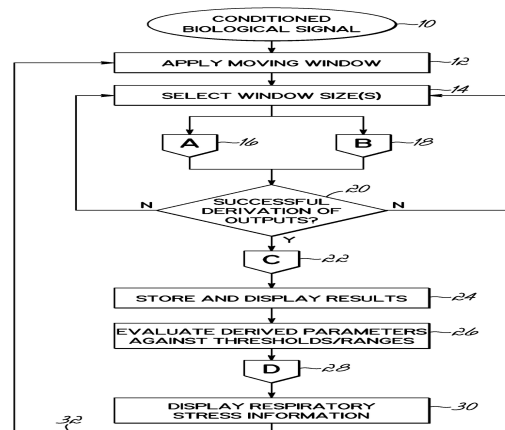 CONDITIONED
BIOLOGICAL SIGNAL
10
APPLY MOVING WINDOW
12
SELECT WINDOW SIZE(S)
14
A
16
B
18
20
N
SUCCESSFUL
DERIVATION OF
OUTPUTS?
N
Y
C
22
STORE AND DISPLAY RESULTS
24
EVALUATE DERIVED PARAMETERS
AGAINST THRESHOLDS/RANGES
26
D
28
DISPLAY RESPIRATORY
STRESS INFORMATION
30
32